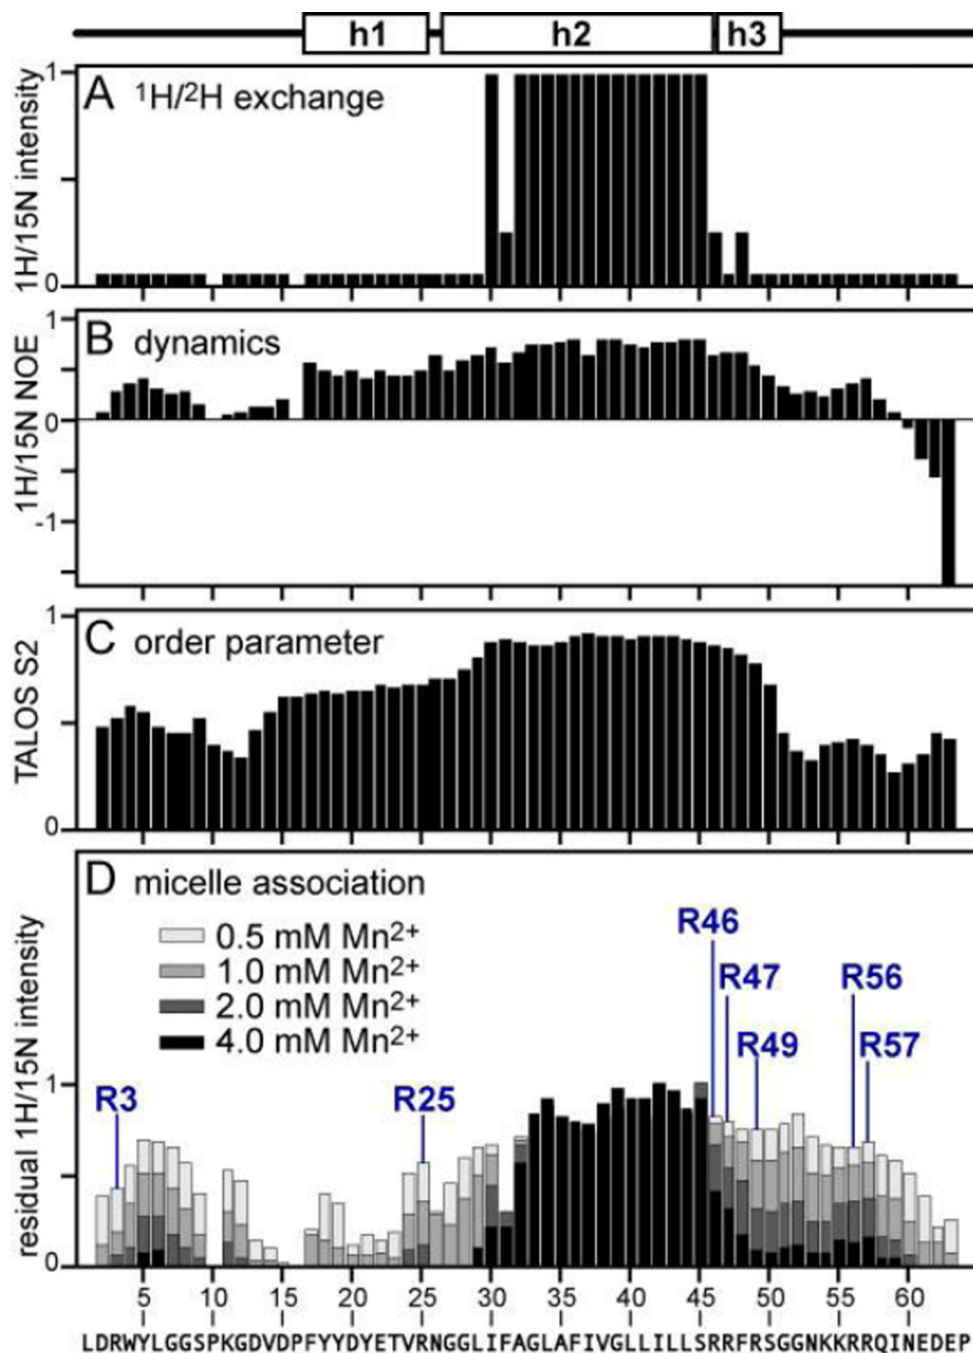 h1 h2 h3
A ¹H/²H exchange
1H/15N intensity
1
0
B dynamics
1H/15N NOE
1
0
-1
C order parameter
TALOS S2
1
0
D micelle association
0.5 mM Mn²⁺
1.0 mM Mn²⁺
2.0 mM Mn²⁺
4.0 mM Mn²⁺
residual 1H/15N intensity
R46
R47 R56
R49 R57
1
R3 R25
0
5 10 15 20 25 30 35 40 45 50 55 60
LDRWYLGGSPKGDVDPFYYDYETVRNGGLIFAGLAFIVGLLILLSRRFRSGGNKKRRQINEDEP